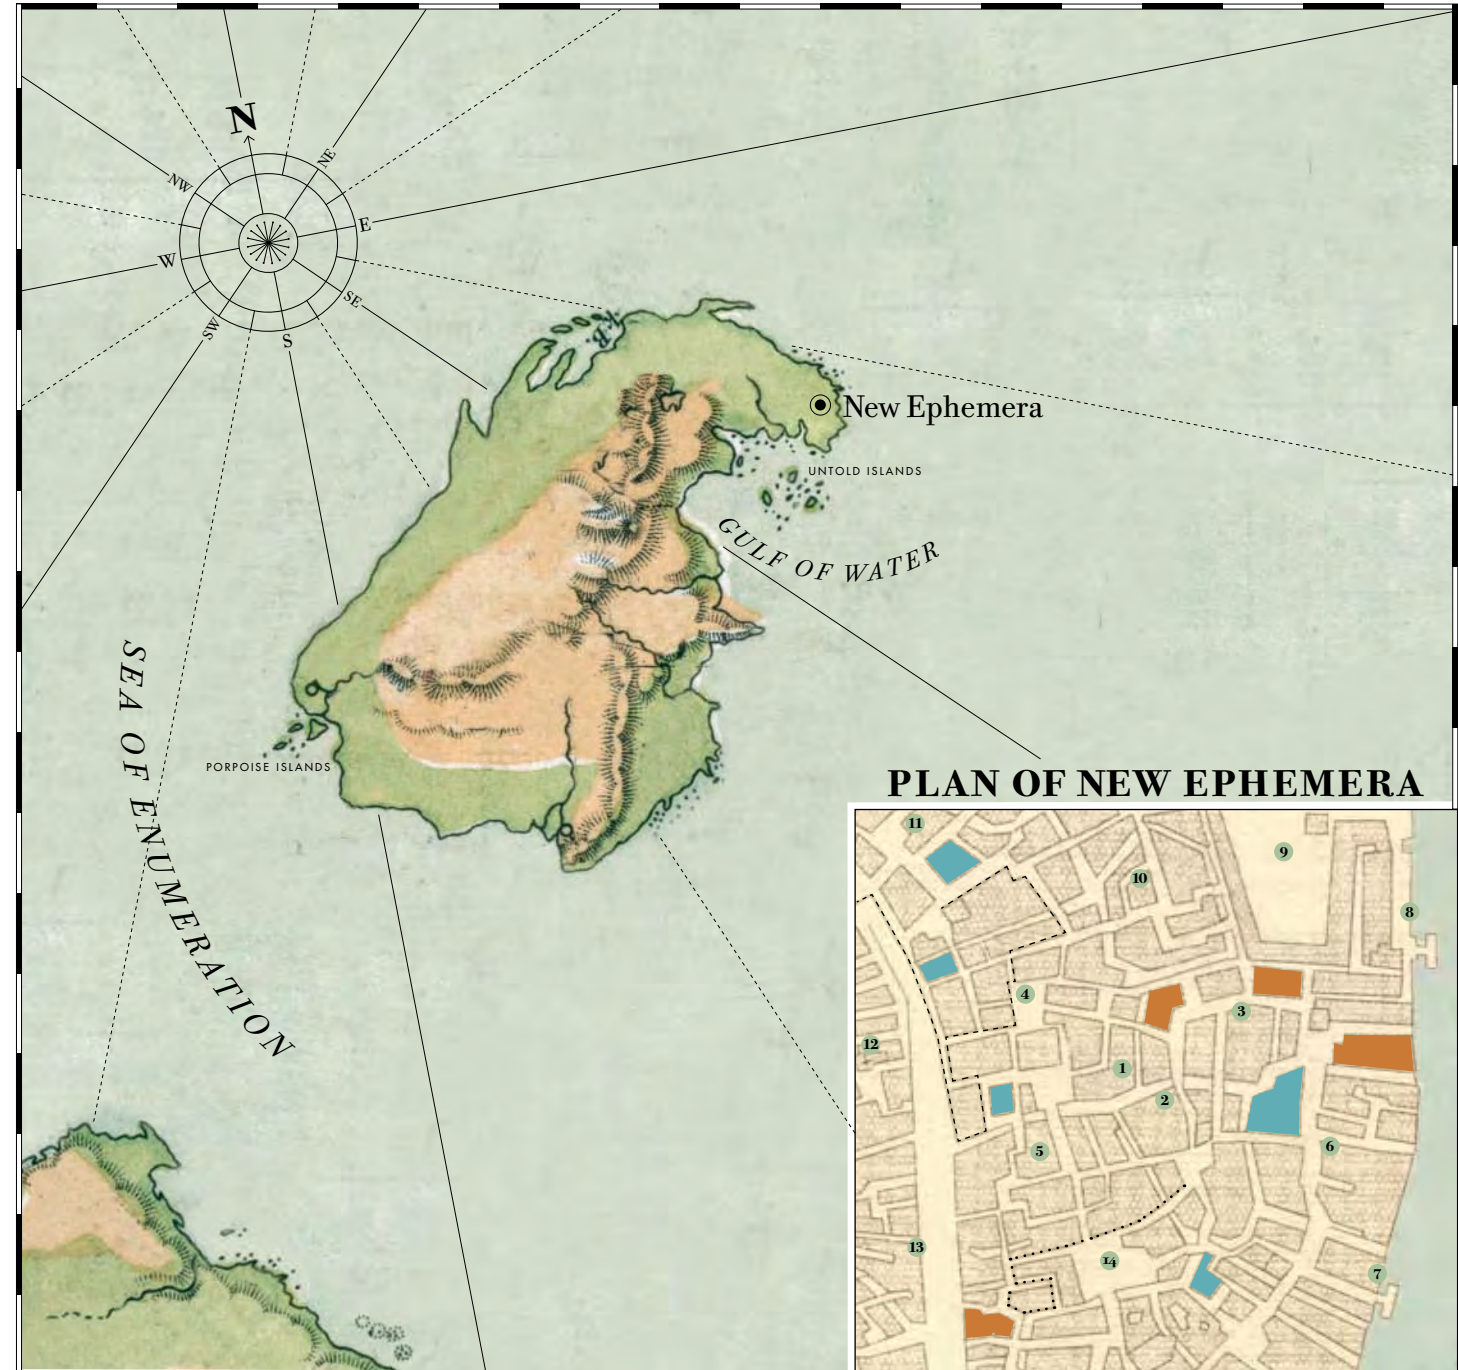 N
NE
NW
E
W
SE
SW
S
K.B.
New Ephemera
UNTOLD ISLANDS
GULF OF WATER
SEA OF ENUMERATION
PORPOISE ISLANDS
PLAN OF NEW EPHEMERA
11
9
10
8
4
3
12
1
2
5
6
13
14
7